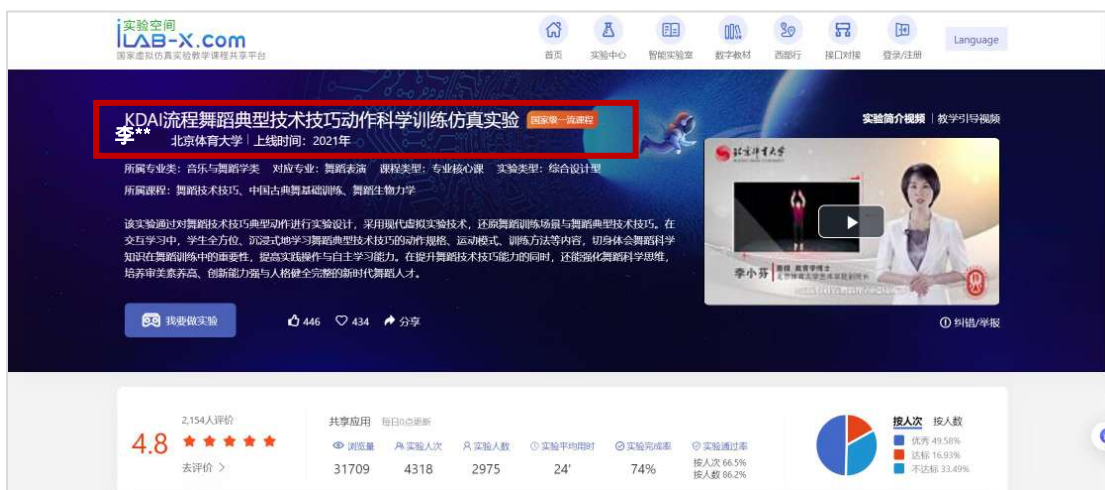 实验空间
iLAB-X.com
国家虚拟仿真实验教学课程共享平台
首页
实验中心
智能实验室
数字教材
西部行
接口对接
登录/注册
Language
KDAI流程舞蹈典型技术技巧动作科学训练仿真实验 国家级一流课程
李**
北京体育大学 | 上线时间：2021年
所属专业类：音乐与舞蹈学类 对应专业：舞蹈表演 课程类型：专业核心课 实验类型：综合设计型
所属课程：舞蹈技术技巧、中国古典舞基础训练、舞蹈生物力学
该实验通过对舞蹈技术技巧典型动作进行实验设计，采用现代虚拟实验技术，还原舞蹈训练场景与舞蹈典型技术技巧。在
交互学习中，学生全方位、沉浸式地学习舞蹈典型技术技巧的动作规格、运动模式、训练方法等内容，切身体会舞蹈科学
知识在舞蹈训练中的重要性，提高实践操作与自主学习能力。在提升舞蹈技术技巧能力的同时，还能强化舞蹈科学思维，
培养审美素养高、创新能力强与人格健全完整的新时代舞蹈人才。
我要做实验
446 434 分享
实验简介视频 | 教学引导视频
北京体育大学
李小芬
纠错/举报
2,154人评价
4.8
去评价 >
共享应用 每日0点更新
浏览量 实验人次 实验人数 实验平均用时 实验完成率 实验通过率
31709 4318 2975 24' 74% 按人次 66.5%
按人数 86.2%
按人次 按人数
优秀 49.58%
达标 16.93%
不达标 33.49%